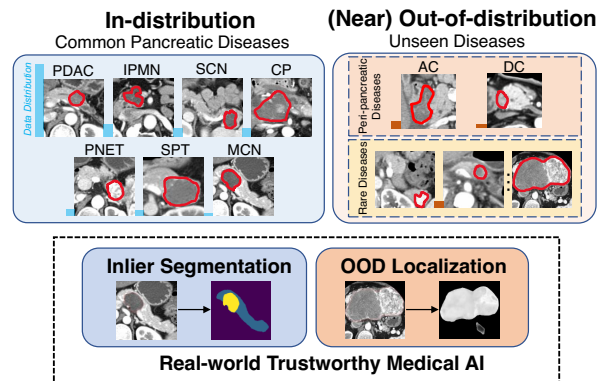 In-distribution
Common Pancreatic Diseases
Data Distribution
PDAC
IPMN
SCN
CP
PNET
SPT
MCN
(Near) Out-of-distribution
Unseen Diseases
Peri-pancreatic
Diseases
AC
DC
Rare Diseases
Inlier Segmentation
OOD Localization
Real-world Trustworthy Medical AI